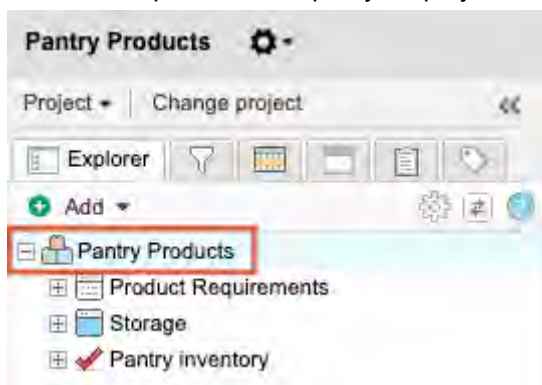 Pantry Products
Project | Change project
Explorer
Add
Pantry Products
Product Requirements
Storage
Pantry inventory